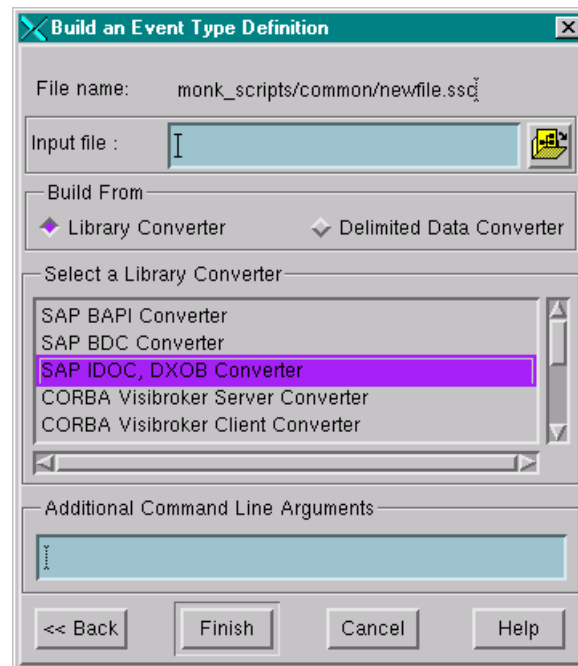 Build an Event Type Definition
File name: monk_scripts/common/newfile.ssc
Input file :
Build From
Library Converter Delimited Data Converter
Select a Library Converter
SAP BAPI Converter
SAP BDC Converter
SAP IDOC, DXOB Converter
CORBA Visibroker Server Converter
CORBA Visibroker Client Converter
Additional Command Line Arguments
<< Back Finish Cancel Help